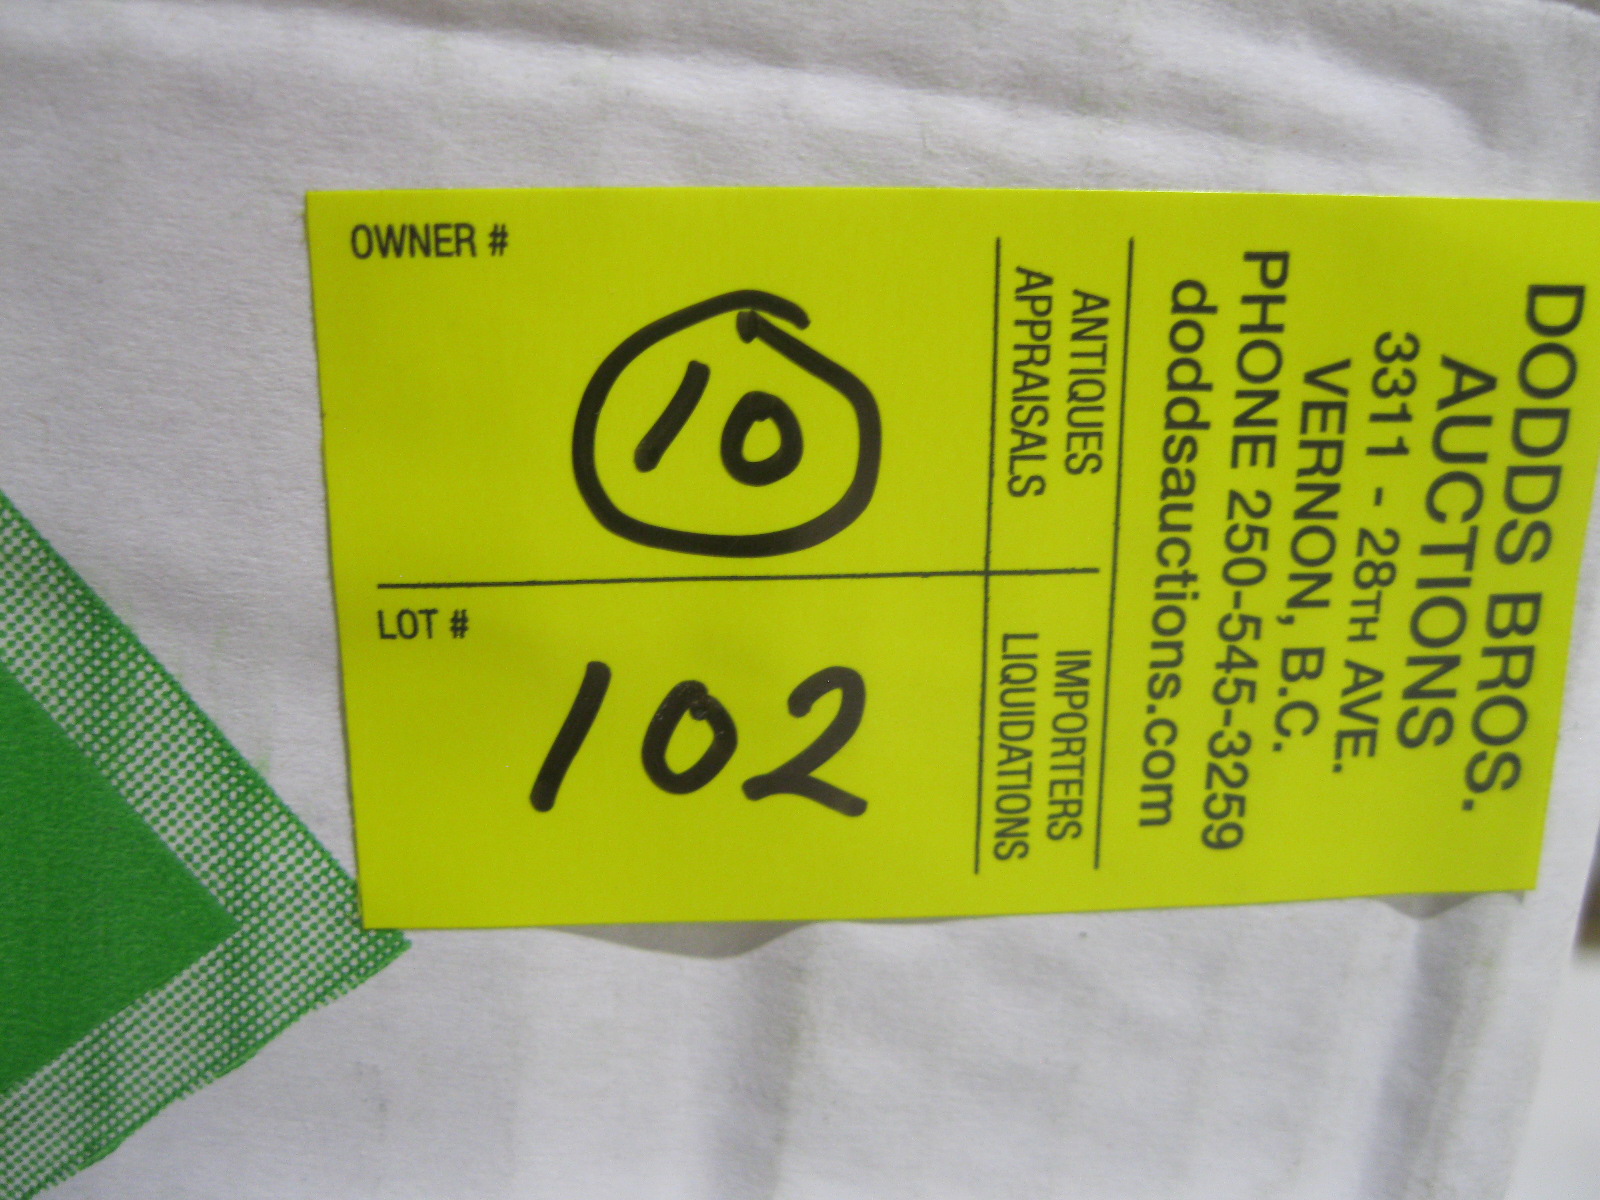 DODDS BROS.
AUCTIONS
3311 - 28TH AVE.
VERNON, B.C.
PHONE 250-545-3259
doddsauctions.com
ANTIQUES
APPRAISALS
IMPORTERS
LIQUIDATIONS
OWNER #
10
LOT #
102